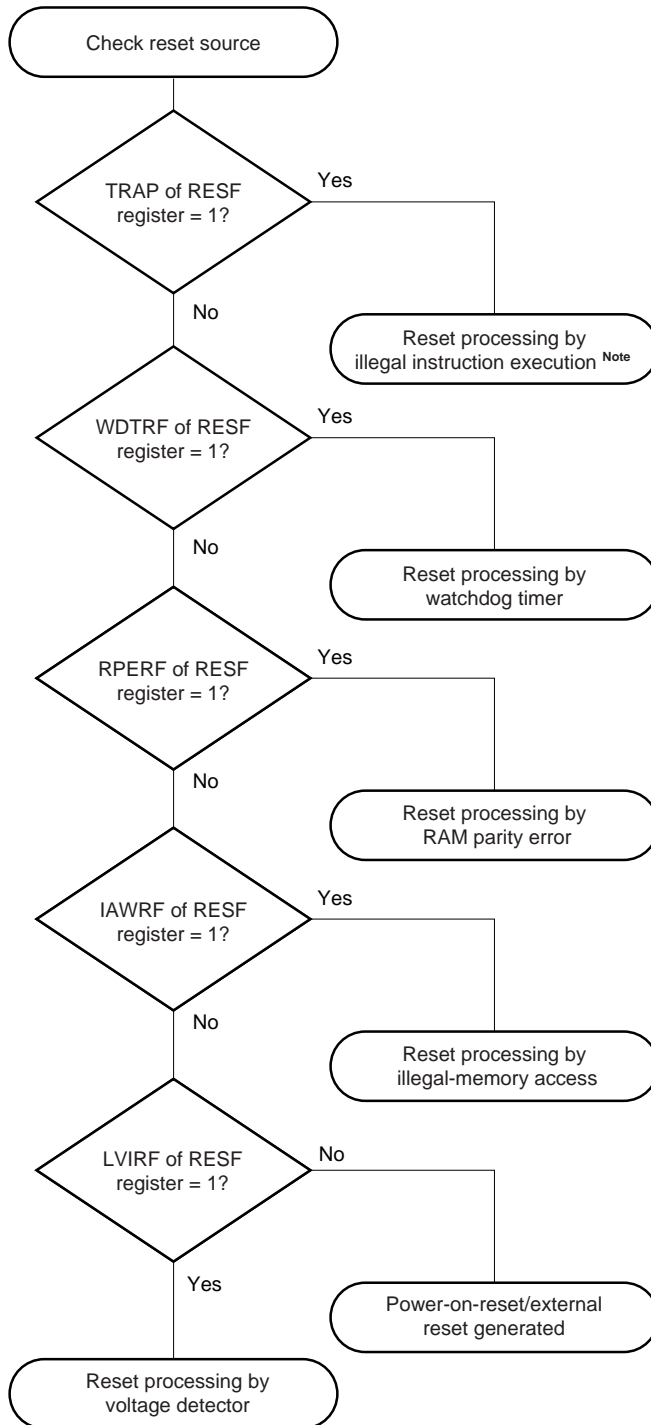 Check reset source
TRAP of RESF
register = 1?
Yes
No
Reset processing by
illegal instruction execution Note
WDTRF of RESF
register = 1?
Yes
No
Reset processing by
watchdog timer
RPERF of RESF
register = 1?
Yes
No
Reset processing by
RAM parity error
IAWRF of RESF
register = 1?
Yes
No
Reset processing by
illegal-memory access
LVIRF of RESF
register = 1?
No
Yes
Power-on-reset/external
reset generated
Reset processing by
voltage detector